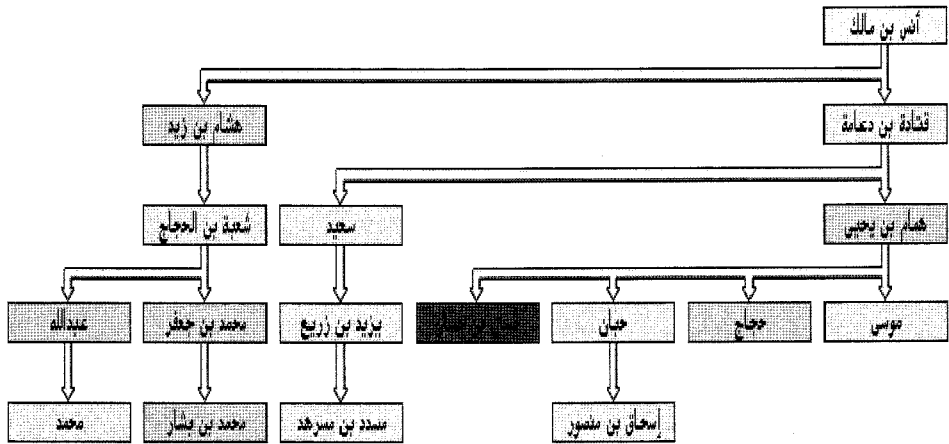 أنس بن مالك
قتادة بن دعامة
هشام بن زيد
همام بن يحيى
سعيد
شعبة بن الحجاج
موسى
حجاج
حبان
يزيد بن زريع
محمد بن جعفر
عبدالله
إسحاق بن منصور
مسدد بن مسرهد
محمد بن بشار
محمد